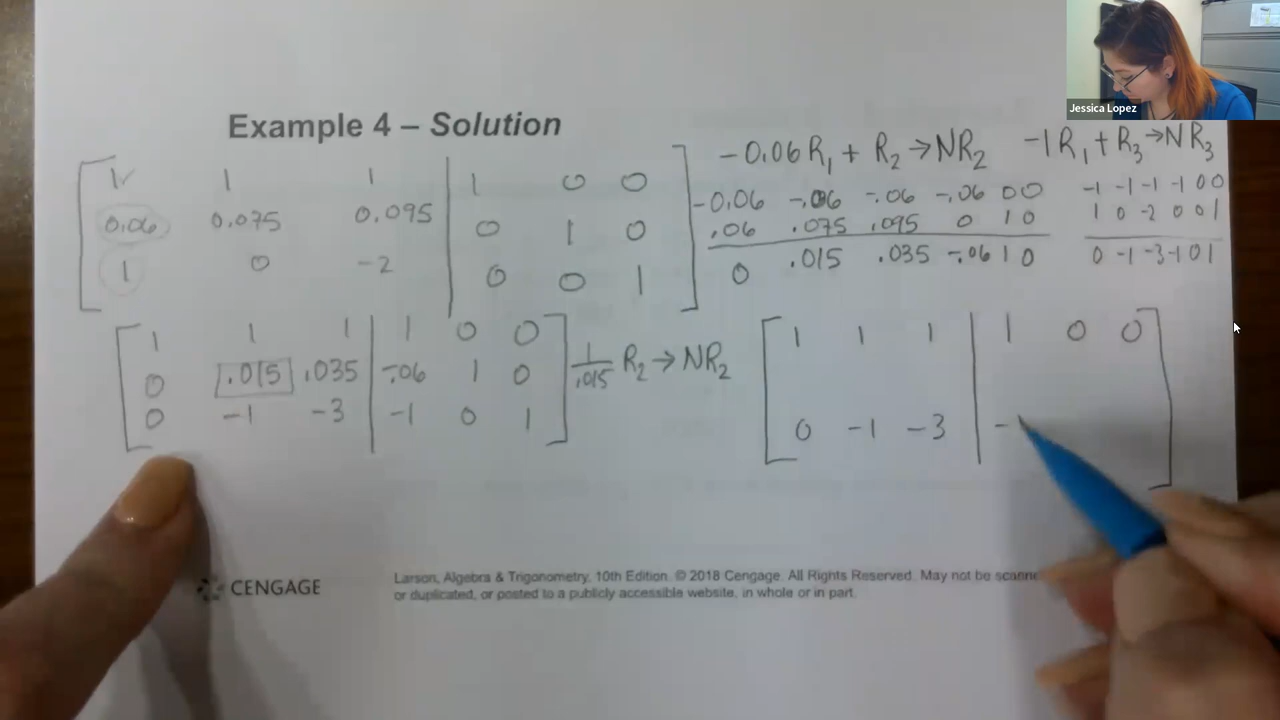 Jessica Lopez
Example 4 – Solution
-0.06 R₁ + R₂ → NR₂
-1R₁ + R₃ → NR₃
1 1 1 | 1 0 0
0.06 0.075 0.095 | 0 1 0
1 0 -2 | 0 0 1
-0.06 -.06 -.06 -.06 0 0
.06 .075 .095 0 1 0
0 .015 .035 -.06 1 0
-1 -1 -1 -1 0 0
1 0 -2 0 0 1
0 -1 -3 -1 0 1
1 1 1 | 1 0 0
0 .015 .035 | -.06 1 0
0 -1 -3 | -1 0 1
1/.015 R₂ → NR₂
1 1 1 | 1 0 0
0 -1 -3 | -1
CENGAGE
Larson, Algebra & Trigonometry, 10th Edition. © 2018 Cengage. All Rights Reserved. May not be scanne
or duplicated, or posted to a publicly accessible website, in whole or in part.